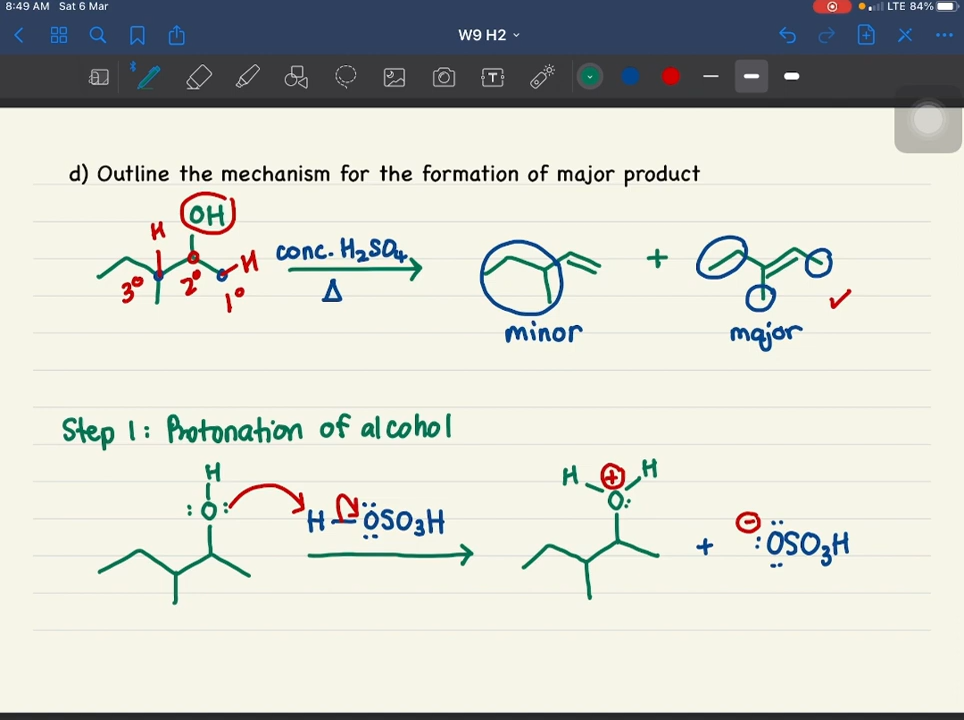 8:49 AM Sat 6 Mar
LTE 84%
W9 H2
T
d) Outline the mechanism for the formation of major product
OH
H
H
3° 2° 1°
conc. H₂SO₄
Δ
+
minor
major
Step 1: Protonation of alcohol
H
:O:
H–ÖSO₃H
H ⊕ H
O:
+
⊖ :ÖSO₃H